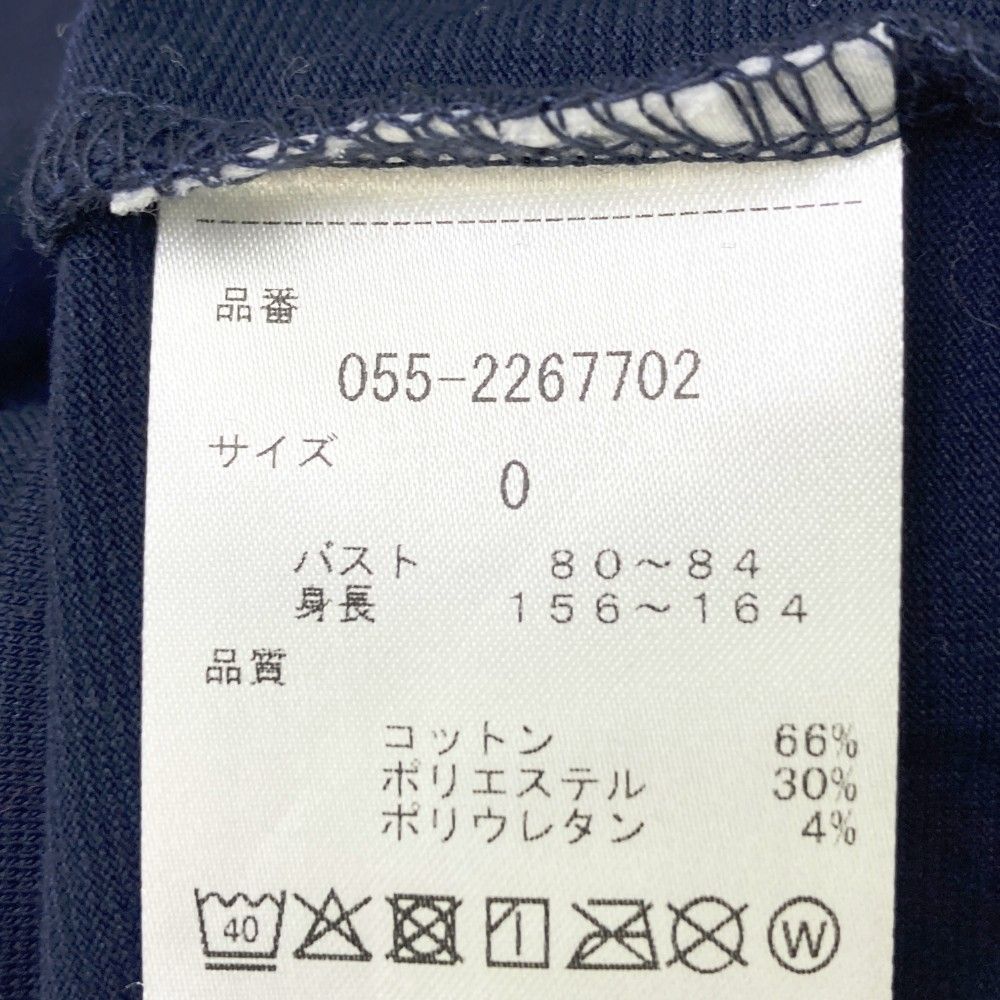 品番
055-2267702
サイズ
0
バスト 80～84
身長 156～164
品質
コットン 66%
ポリエステル 30%
ポリウレタン 4%
40 W